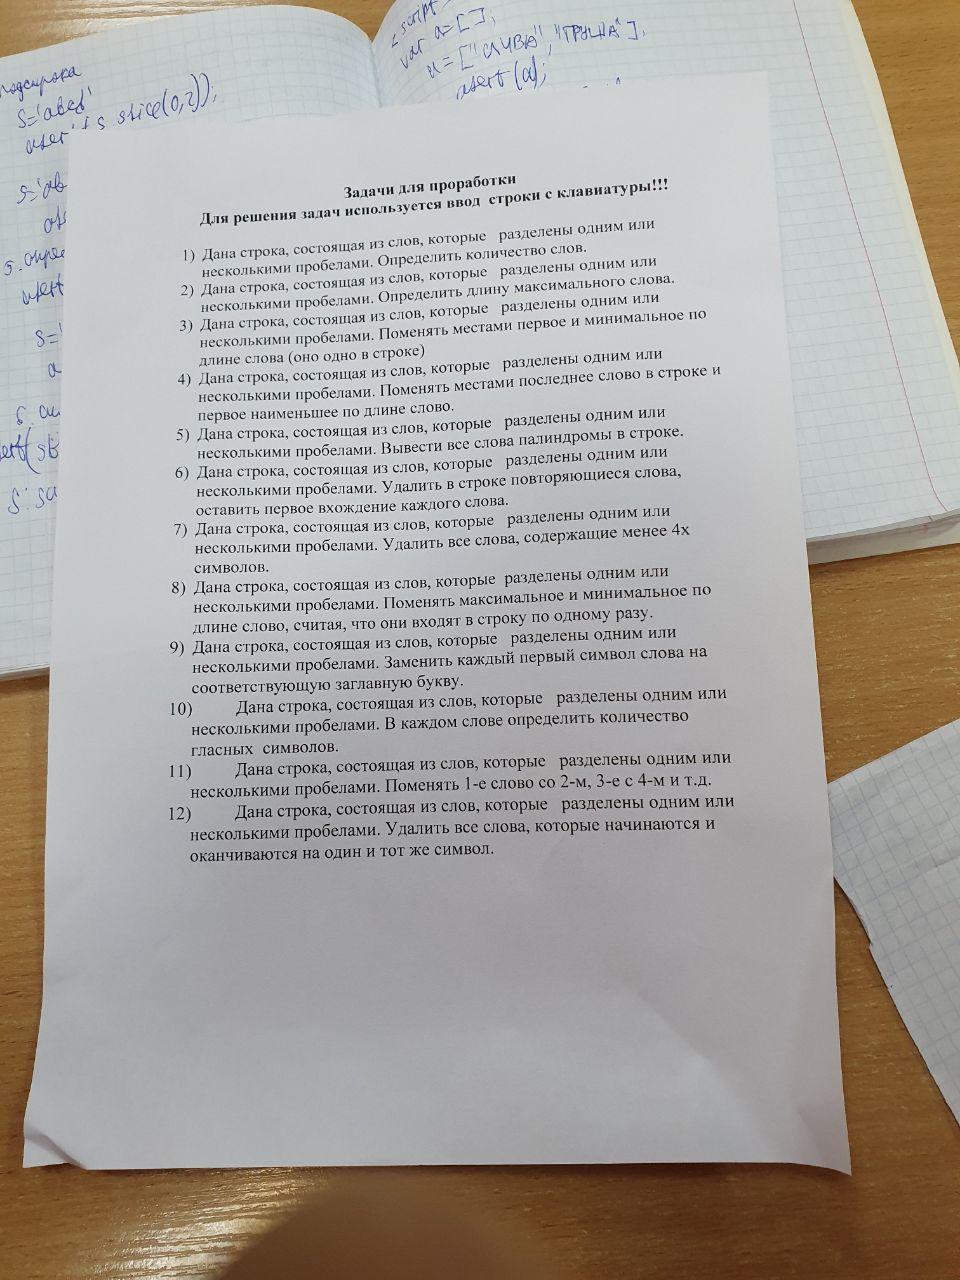 подстрока
s='abcd'
s.slice(0,2));
script
var a=[];
a=["слива","груша"];
alert(a);
Задачи для проработки
Для решения задач используется ввод строки с клавиатуры!!!
1) Дана строка, состоящая из слов, которые разделены одним или
несколькими пробелами. Определить количество слов.
2) Дана строка, состоящая из слов, которые разделены одним или
несколькими пробелами. Определить длину максимального слова.
3) Дана строка, состоящая из слов, которые разделены одним или
несколькими пробелами. Поменять местами первое и минимальное по
длине слова (оно одно в строке)
4) Дана строка, состоящая из слов, которые разделены одним или
несколькими пробелами. Поменять местами последнее слово в строке и
первое наименьшее по длине слово.
5) Дана строка, состоящая из слов, которые разделены одним или
несколькими пробелами. Вывести все слова палиндромы в строке.
6) Дана строка, состоящая из слов, которые разделены одним или
несколькими пробелами. Удалить в строке повторяющиеся слова,
оставить первое вхождение каждого слова.
7) Дана строка, состоящая из слов, которые разделены одним или
несколькими пробелами. Удалить все слова, содержащие менее 4х
символов.
8) Дана строка, состоящая из слов, которые разделены одним или
несколькими пробелами. Поменять максимальное и минимальное по
длине слово, считая, что они входят в строку по одному разу.
9) Дана строка, состоящая из слов, которые разделены одним или
несколькими пробелами. Заменить каждый первый символ слова на
соответствующую заглавную букву.
10) Дана строка, состоящая из слов, которые разделены одним или
несколькими пробелами. В каждом слове определить количество
гласных символов.
11) Дана строка, состоящая из слов, которые разделены одним или
несколькими пробелами. Поменять 1-е слово со 2-м, 3-е с 4-м и т.д.
12) Дана строка, состоящая из слов, которые разделены одним или
несколькими пробелами. Удалить все слова, которые начинаются и
оканчиваются на один и тот же символ.